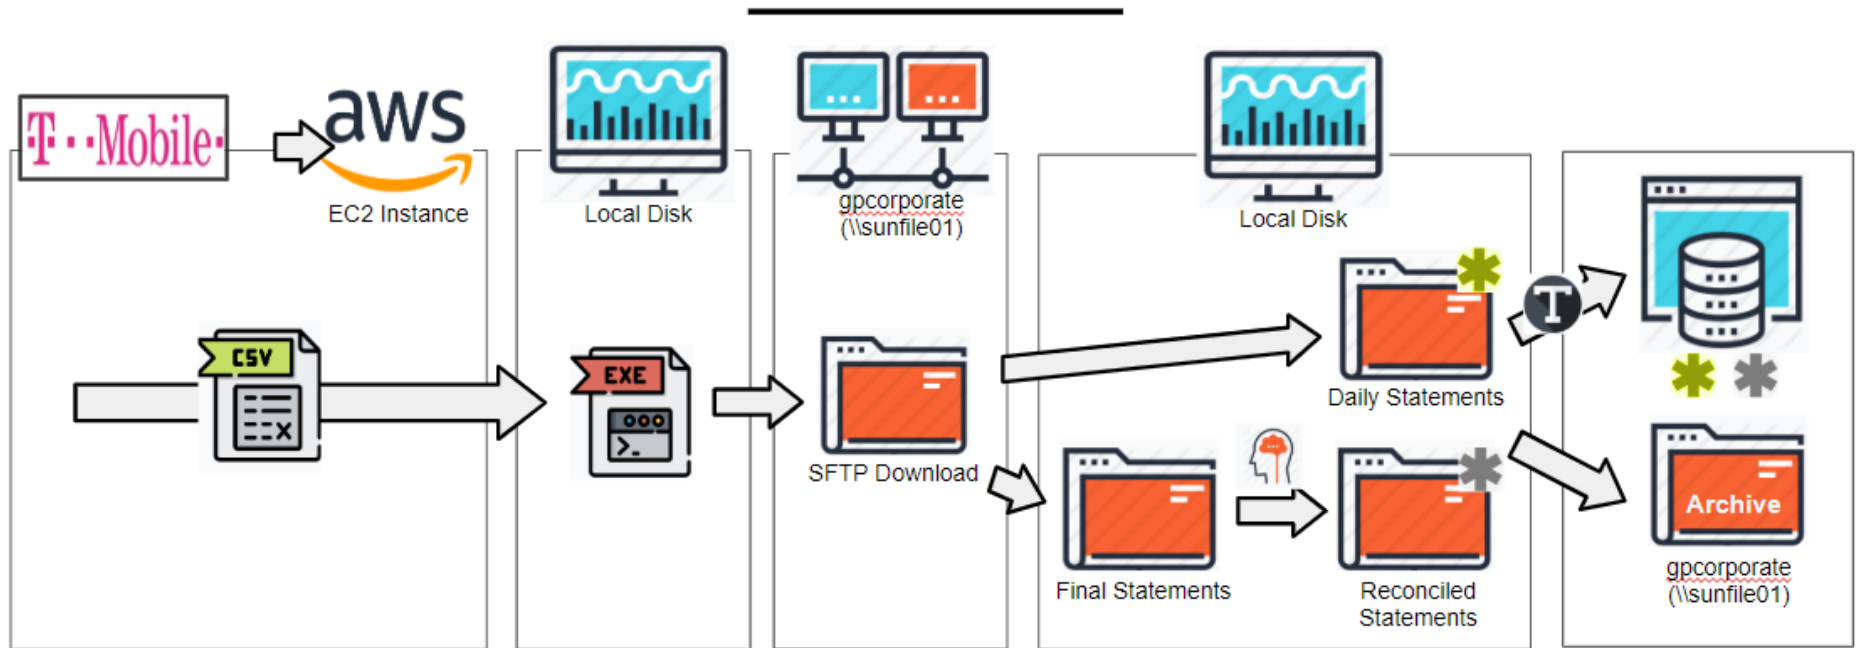 T··Mobile·
aws
EC2 Instance
Local Disk
gpcorporate
(\\sunfile01)
Local Disk
CSV
X
EXE
>_
SFTP Download
Daily Statements
T
Final Statements
Reconciled
Statements
Archive
gpcorporate
(\\sunfile01)